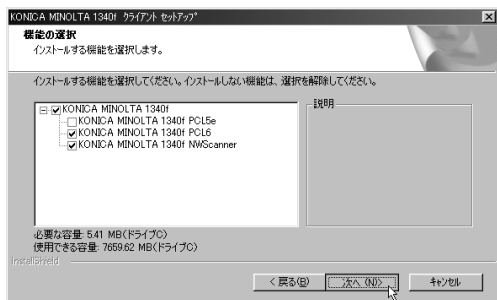 KONICA MINOLTA 1340f クライアント セットアップ
機能の選択
インストールする機能を選択します。
インストールする機能を選択してください。インストールしない機能は、選択を解除してください。
KONICA MINOLTA 1340f
KONICA MINOLTA 1340f PCL5e
KONICA MINOLTA 1340f PCL6
KONICA MINOLTA 1340f NWScanner
説明
必要な容量: 5.41 MB(ドライブC)
使用できる容量: 7659.62 MB(ドライブC)
InstallShield
< 戻る(B)
次へ (N)>
キャンセル